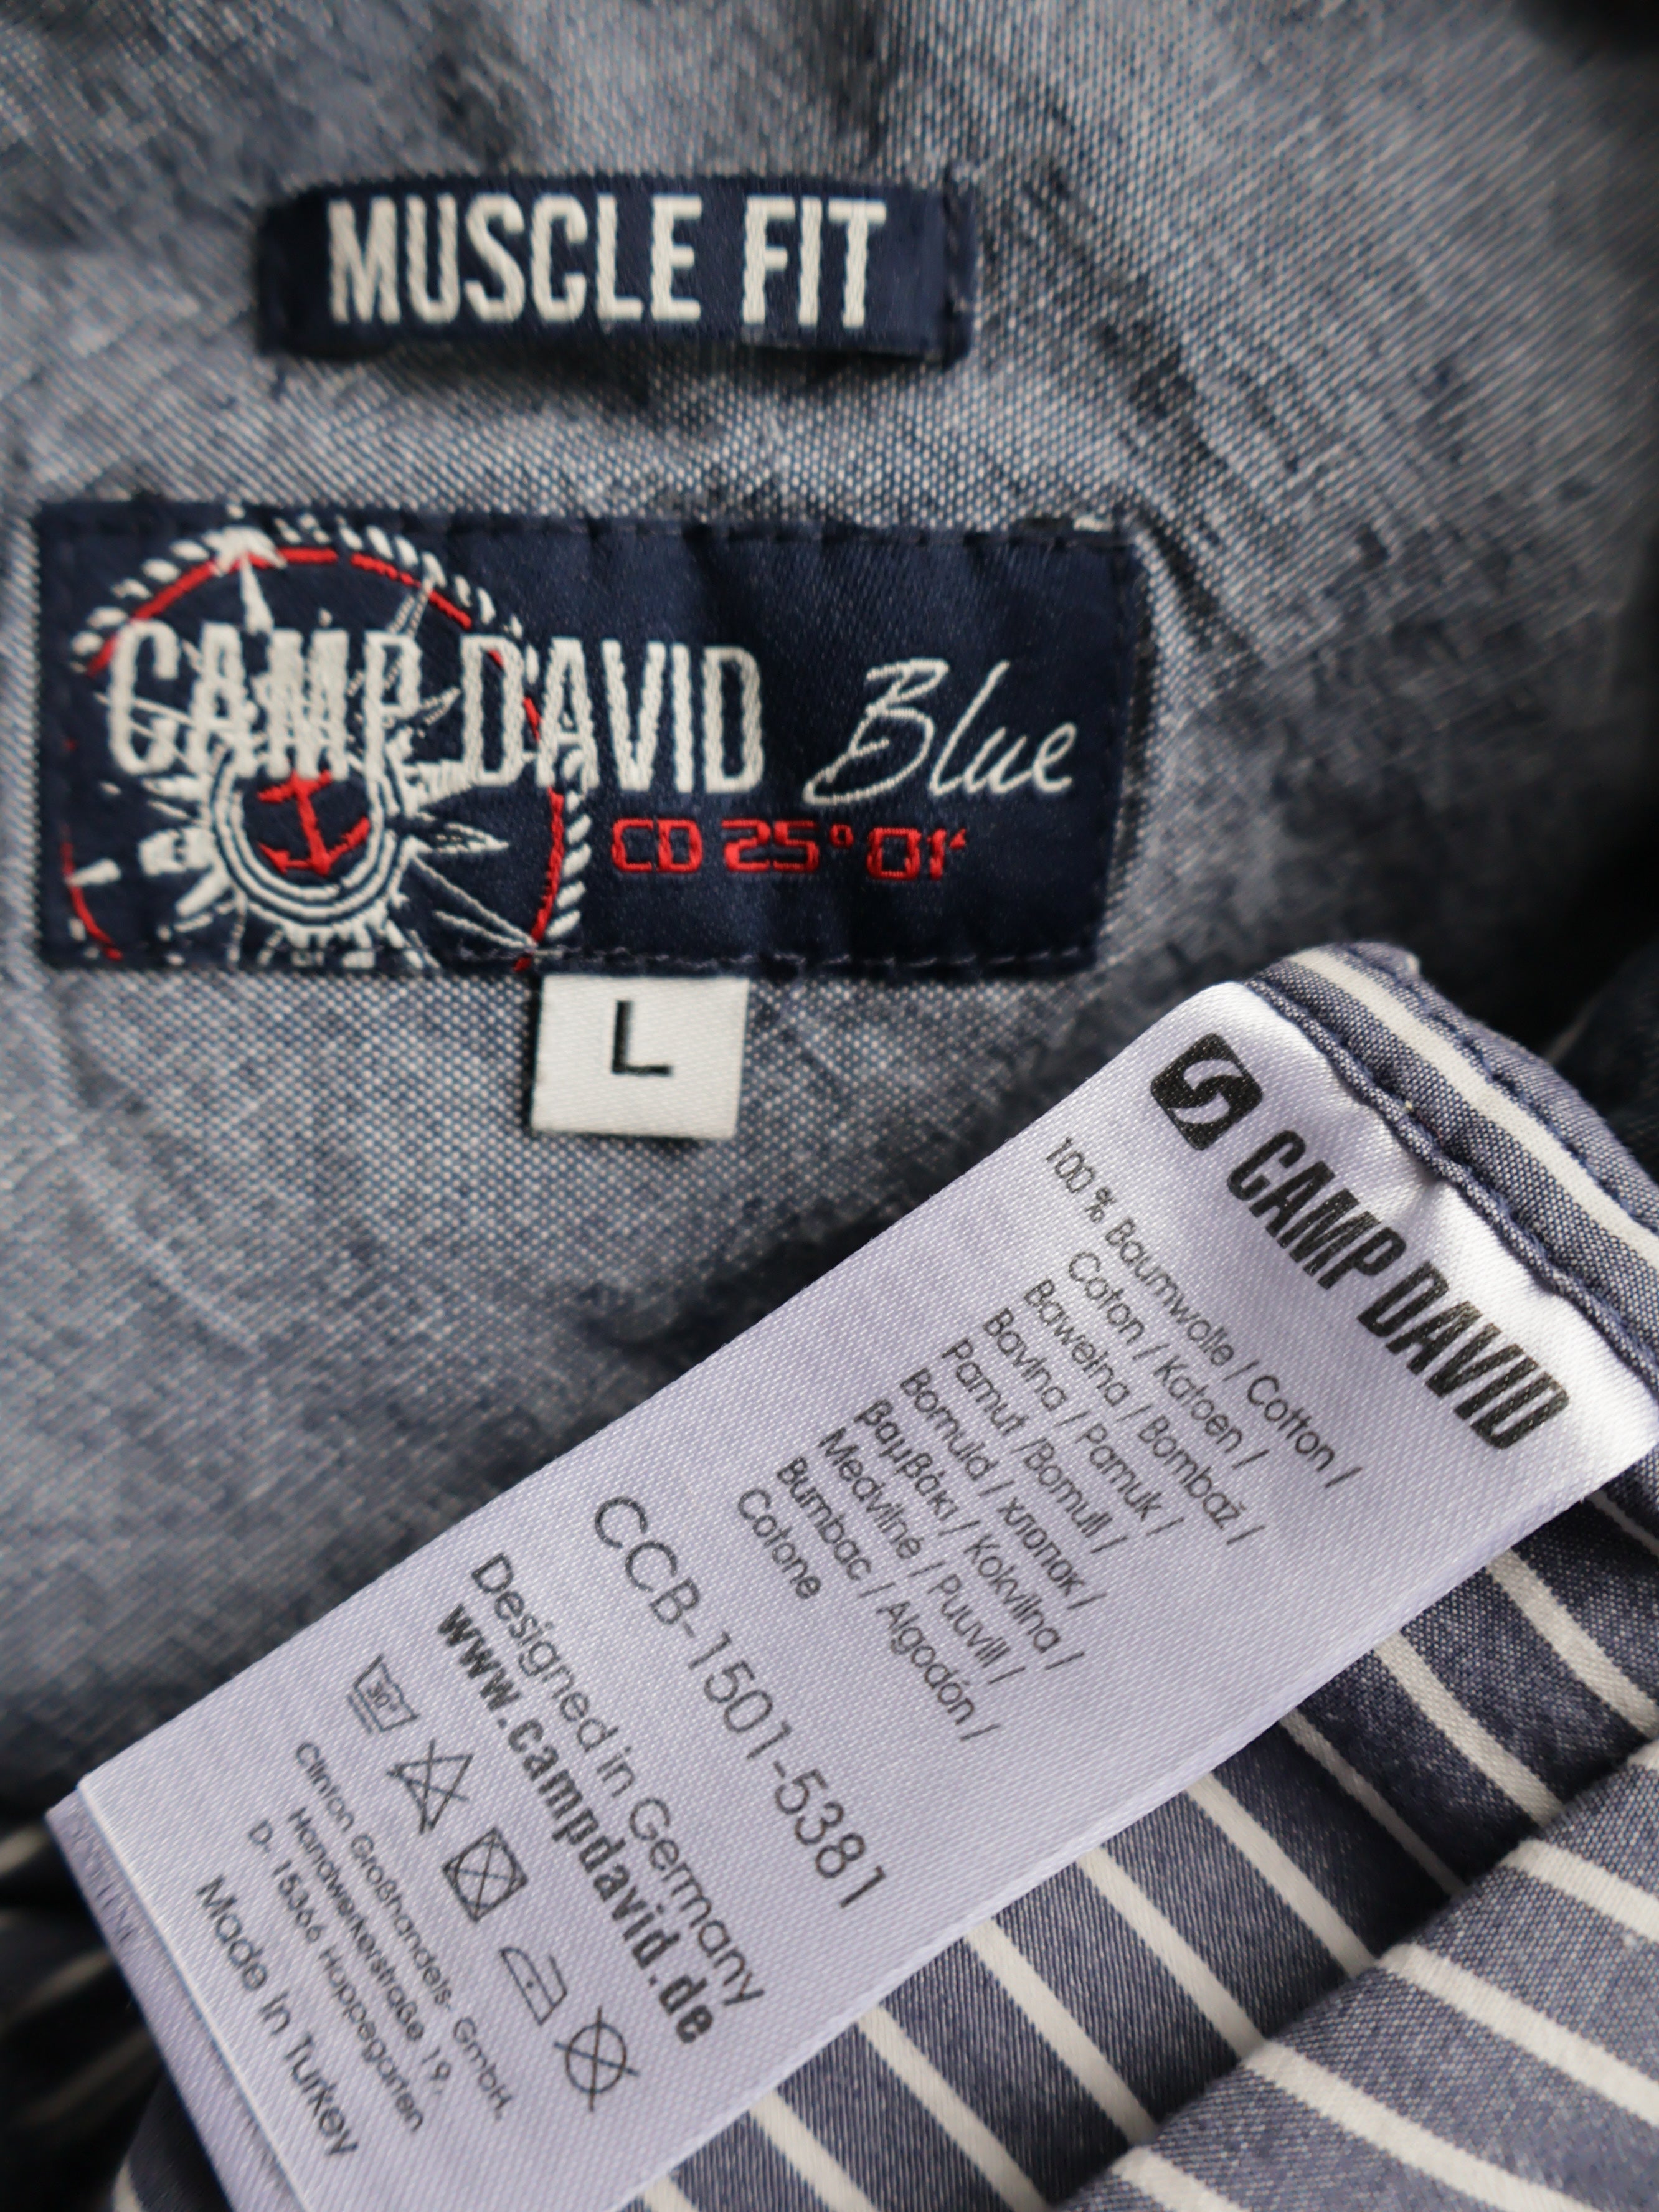 MUSCLE FIT
CAMP DAVID Blue
CD 25° 01'
L
CAMP DAVID
100 % Baumwolle / Cotton /
Coton / Katoen /
Bawełna / Bombaž /
Bavlna / Pamuk /
Pamut /Bomull /
Bomuld / хлопок /
βαμβάκι / Kokvilna /
Medvilnė / Puuvill /
Bumbac / Algodón /
Cotone
CCB-1501-5381
Designed in Germany
www.campdavid.de
30°
Clinton Großhandels- GmbH,
Handwerkerstraße 19,
D- 15366 Hoppegarten
Made In Turkey